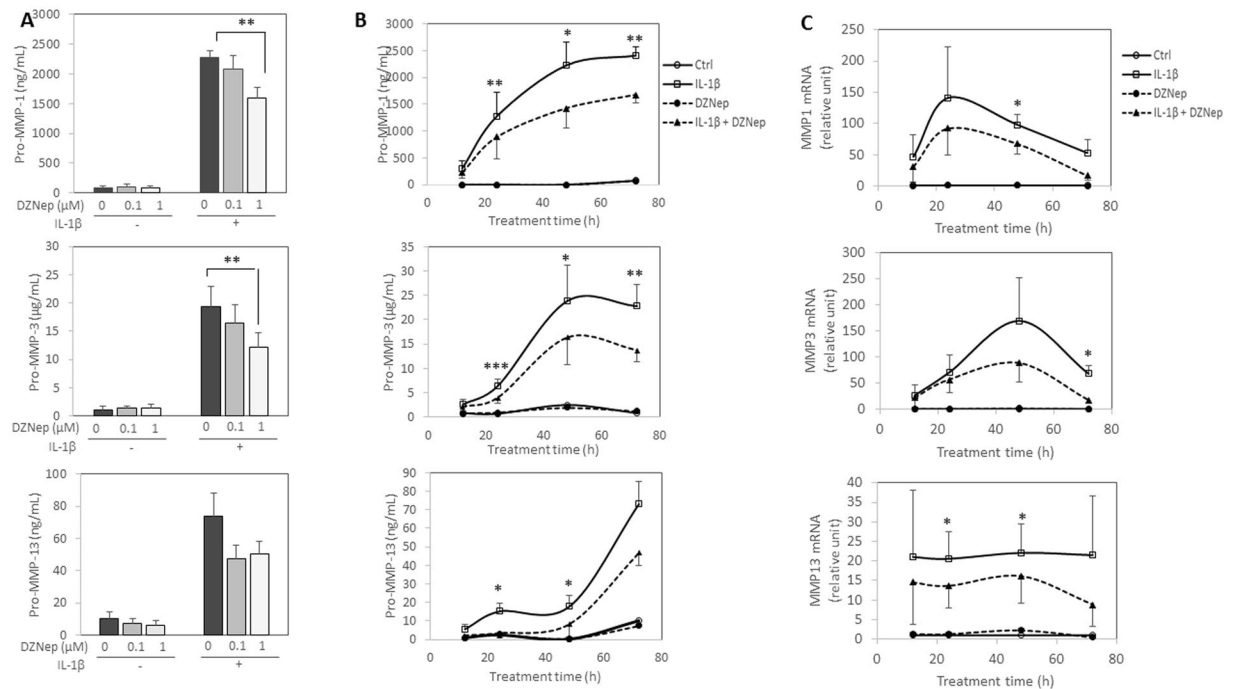 A
Pro-MMP-1 (ng/mL)
3000
2500
2000
1500
1000
500
0
**
DZNep (µM) 0 0.1 1 0 0.1 1
IL-1β - +
Pro-MMP-3 (µg/mL)
30
25
20
15
10
5
0
**
DZNep (µM) 0 0.1 1 0 0.1 1
IL-1β - +
Pro-MMP-13 (ng/mL)
100
80
60
40
20
0
DZNep (µM) 0 0.1 1 0 0.1 1
IL-1β - +
B
Pro-MMP-1 (ng/mL)
3000
2500
2000
1500
1000
500
0
** * **
0 20 40 60 80
Treatment time (h)
Ctrl
IL-1β
DZNep
IL-1β + DZNep
Pro-MMP-3 (µg/mL)
35
30
25
20
15
10
5
0
*** * **
0 20 40 60 80
Treatment time (h)
Pro-MMP-13 (ng/mL)
90
80
70
60
50
40
30
20
10
0
* *
0 20 40 60 80
Treatment time (h)
C
MMP1 mRNA
(relative unit)
250
200
150
100
50
0
*
0 20 40 60 80
Treatment time (h)
Ctrl
IL-1β
DZNep
IL-1β + DZNep
MMP3 mRNA
(relative unit)
300
250
200
150
100
50
0
*
0 20 40 60 80
Treatment time (h)
MMP13 mRNA
(relative unit)
40
35
30
25
20
15
10
5
0
* *
0 20 40 60 80
Treatment time (h)